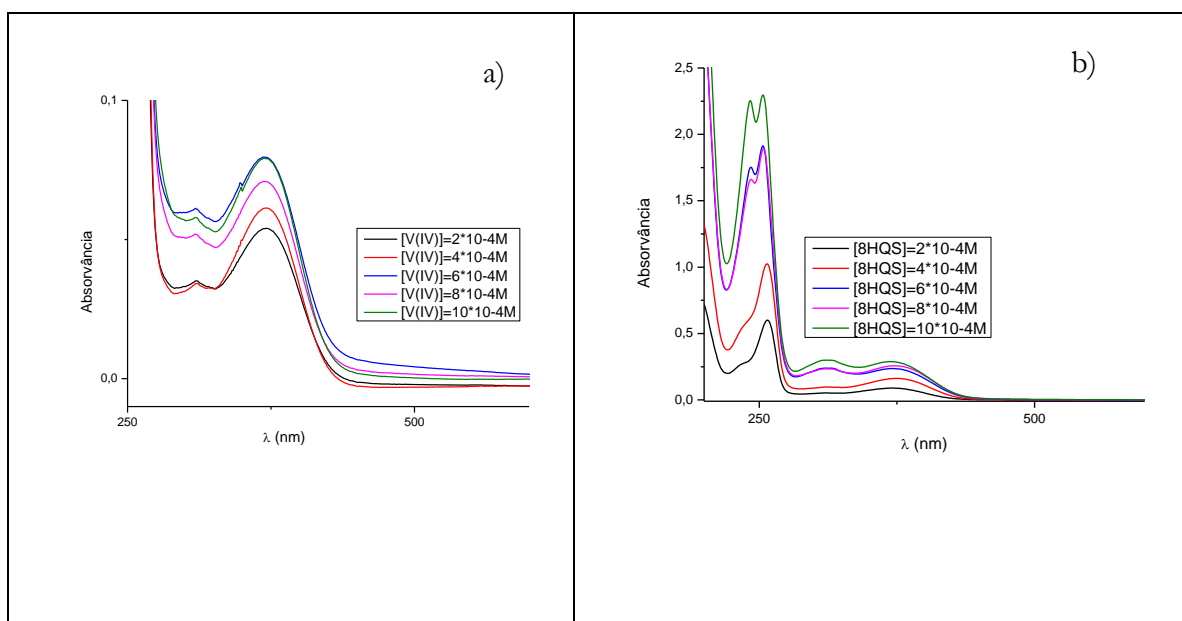 a)
0,1
0,0
250
500
Absorvância
λ (nm)
[V(IV)]=2*10-4M
[V(IV)]=4*10-4M
[V(IV)]=6*10-4M
[V(IV)]=8*10-4M
[V(IV)]=10*10-4M
b)
2,5
2,0
1,5
1,0
0,5
0,0
250
500
Absorvância
λ (nm)
[8HQS]=2*10-4M
[8HQS]=4*10-4M
[8HQS]=6*10-4M
[8HQS]=8*10-4M
[8HQS]=10*10-4M